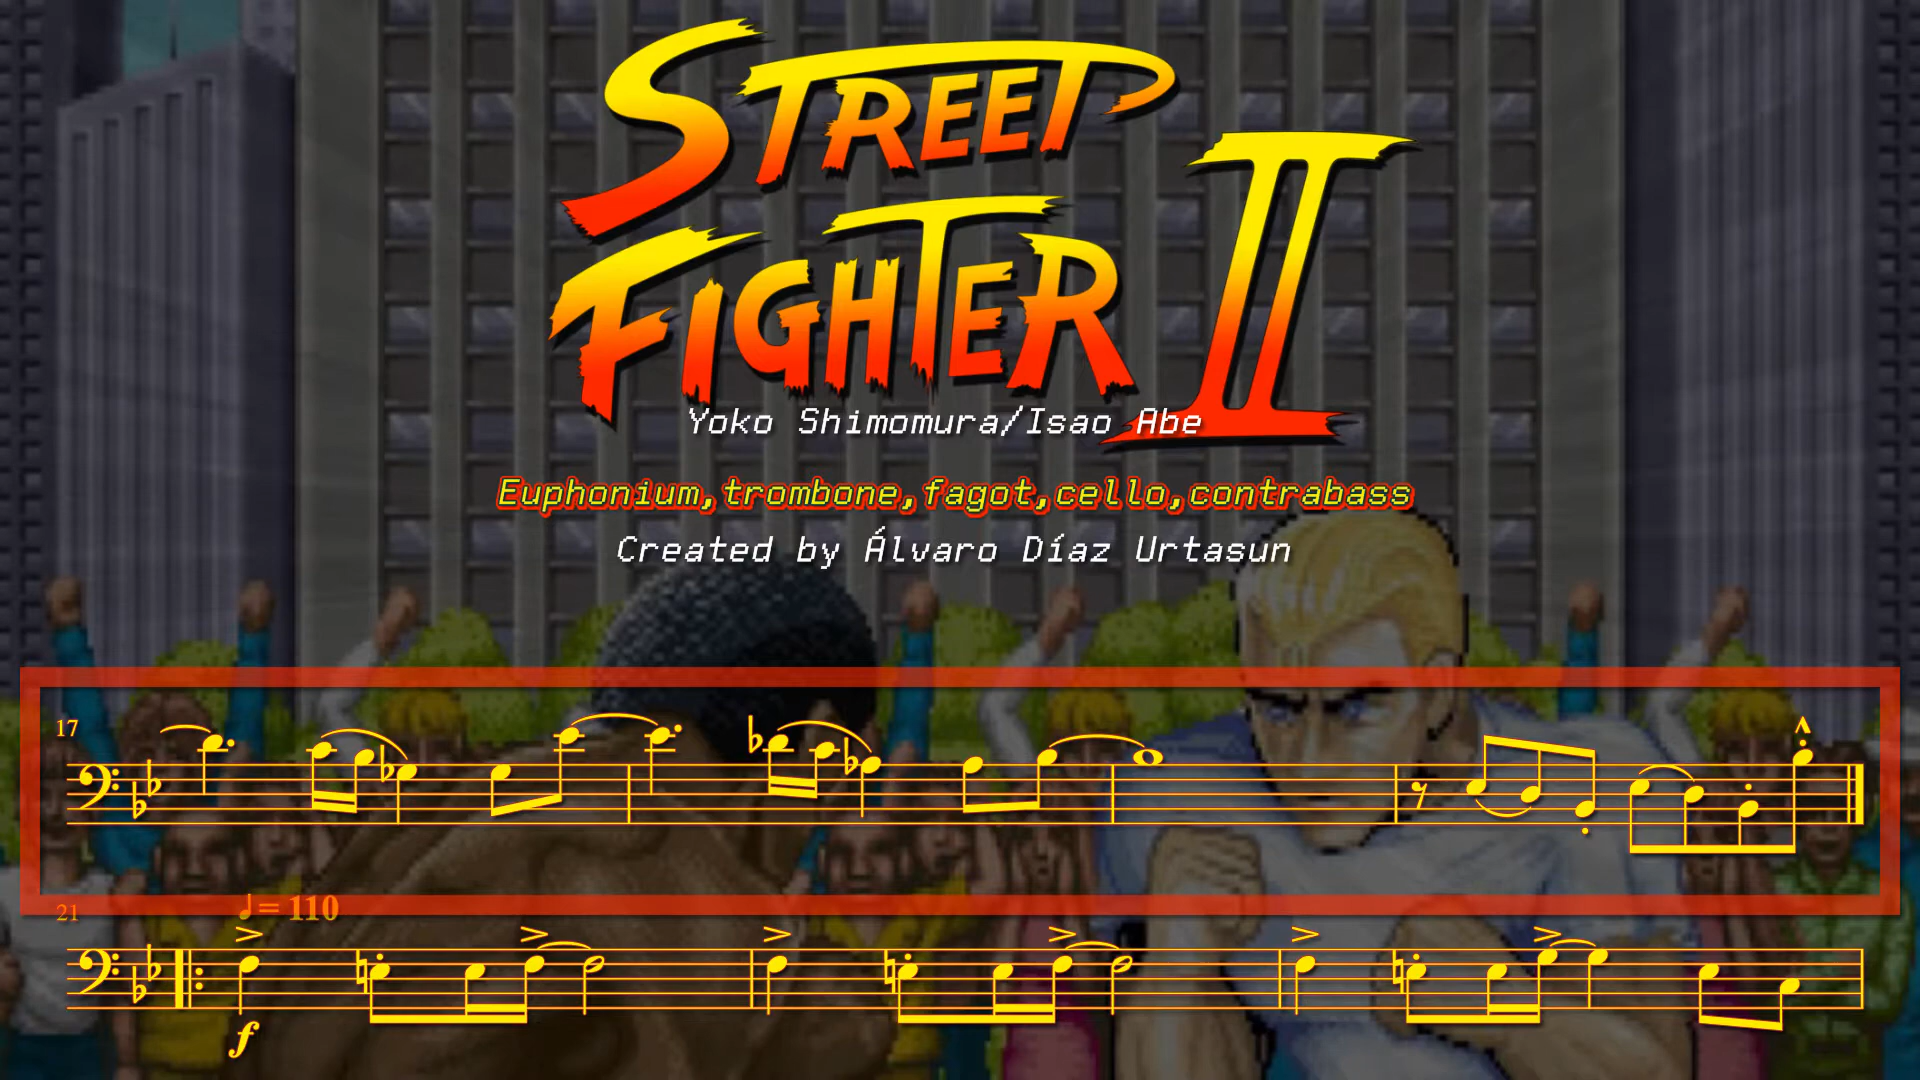 STREET
FIGHTER II
Yoko Shimomura/Isao Abe
Euphonium,trombone,fagot,cello,contrabass
Created by Álvaro Díaz Urtasun
17
21
♩= 110
f